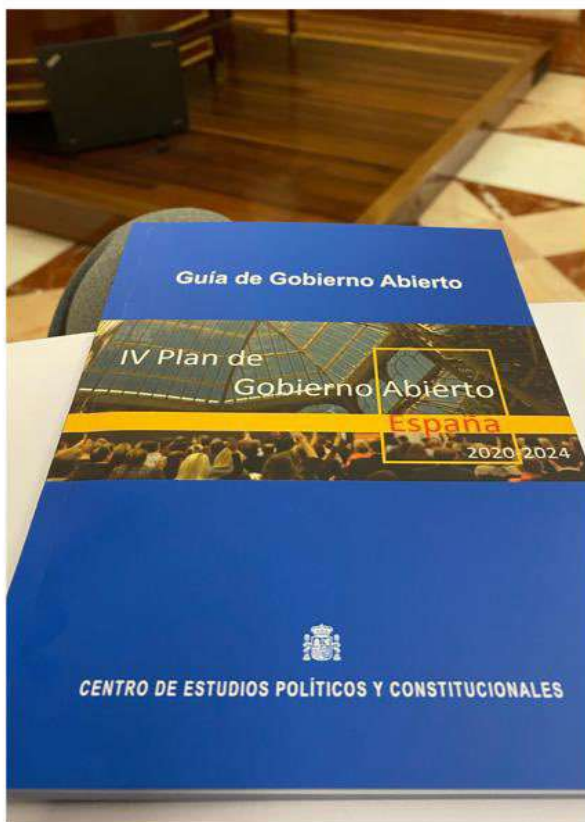 Guía de Gobierno Abierto
IV Plan de
Gobierno Abierto
España
2020-2024
CENTRO DE ESTUDIOS POLÍTICOS Y CONSTITUCIONALES